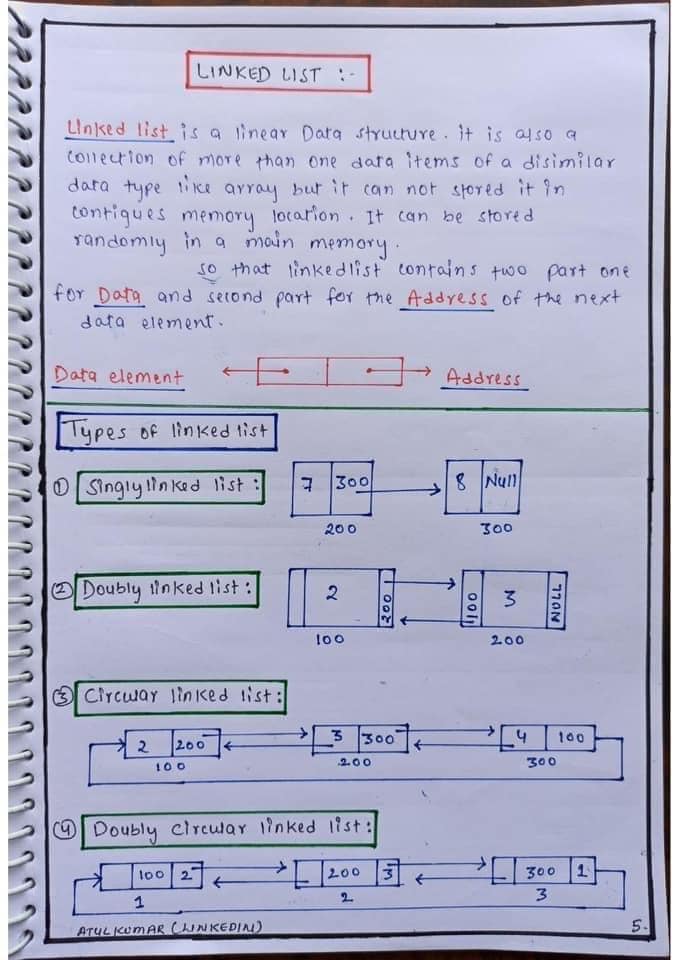 LINKED LIST :-
Linked list is a linear Data structure. it is also a
collection of more than one data items of a disimilar
data type like array but it can not stored it in
contigues memory location. It can be stored
randomly in a main memory.
so that linkedlist contains two part one
for Data and second part for the Address of the next
data element.
Data element Address
Types of linked list
① Singly linked list :
7 300 8 Null
200 300
② Doubly linked list :
2 200 100 3 NULL
100 200
③ Circular linked list :
2 200 3 300 4 100
100 200 300
④ Doubly Circular linked list :
100 2 200 3 300 1
1 2 3
ATUL KUMAR (LINKEDIN) 5.